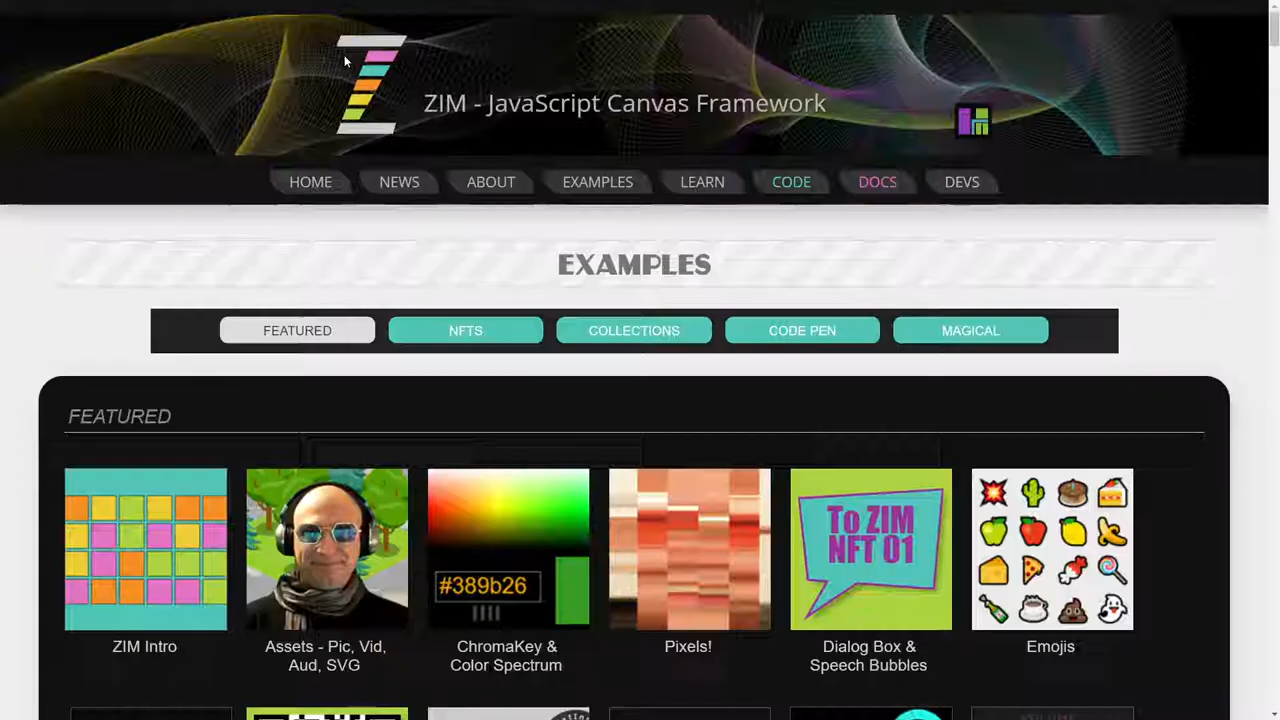 ZIM - JavaScript Canvas Framework
HOME NEWS ABOUT EXAMPLES LEARN CODE DOCS DEVS
EXAMPLES
FEATURED NFTS COLLECTIONS CODE PEN MAGICAL
FEATURED
#389b26
To ZIM
NFT 01
ZIM Intro
Assets - Pic, Vid,
Aud, SVG
ChromaKey &
Color Spectrum
Pixels!
Dialog Box &
Speech Bubbles
Emojis